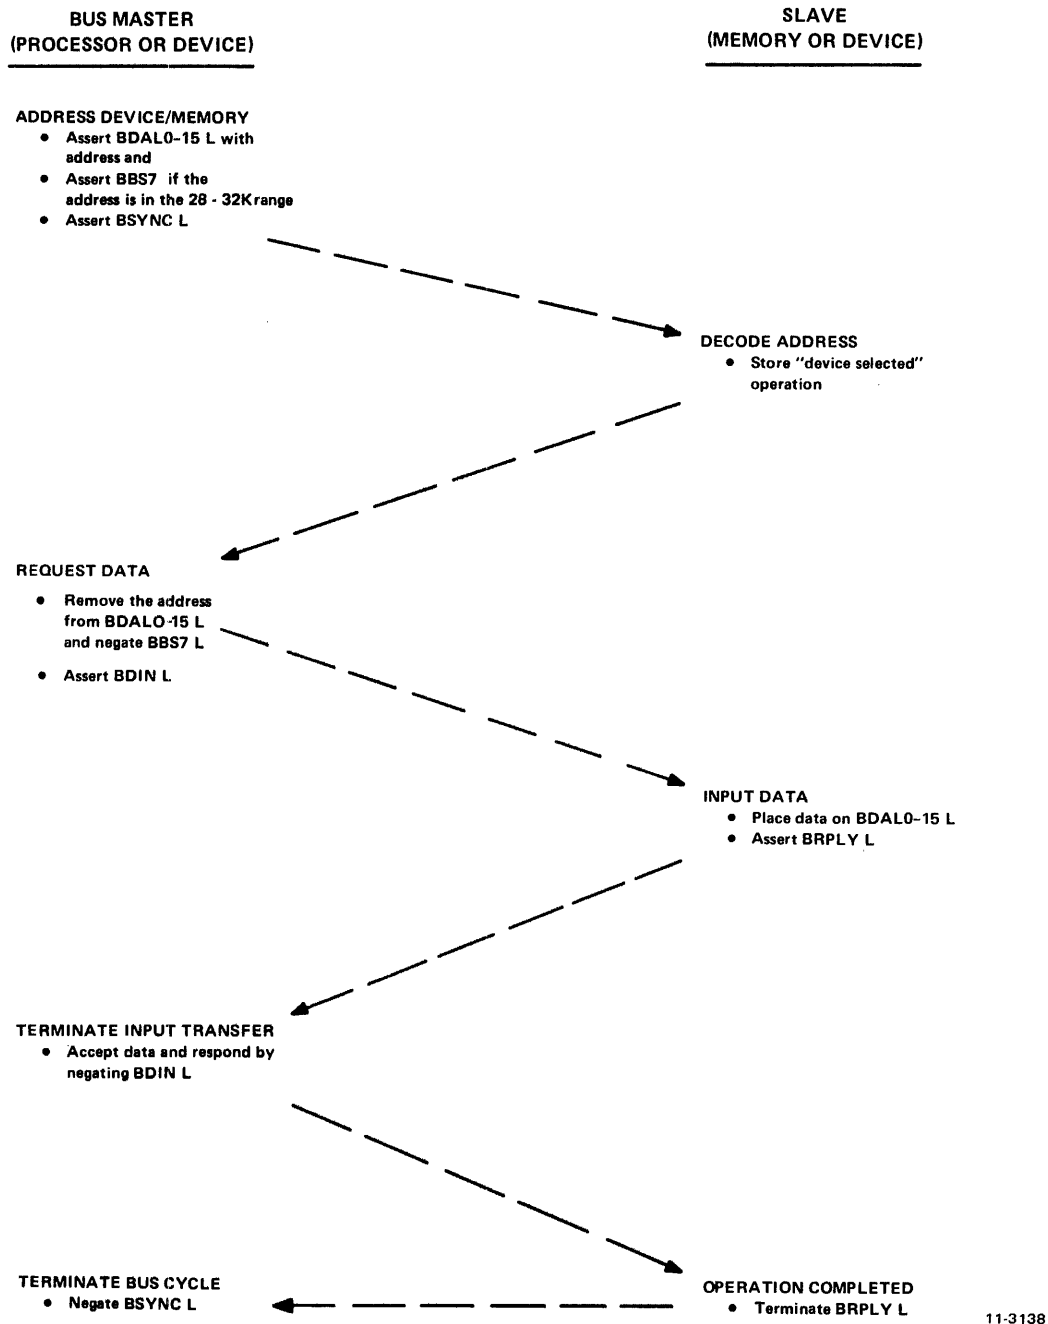 BUS MASTER
(PROCESSOR OR DEVICE)
SLAVE
(MEMORY OR DEVICE)
ADDRESS DEVICE/MEMORY
• Assert BDAL0-15 L with
address and
• Assert BBS7 if the
address is in the 28 - 32K range
• Assert BSYNC L
DECODE ADDRESS
• Store "device selected"
operation
REQUEST DATA
• Remove the address
from BDAL0-15 L
and negate BBS7 L
• Assert BDIN L
INPUT DATA
• Place data on BDAL0-15 L
• Assert BRPLY L
TERMINATE INPUT TRANSFER
• Accept data and respond by
negating BDIN L
OPERATION COMPLETED
• Terminate BRPLY L
TERMINATE BUS CYCLE
• Negate BSYNC L
11-3138